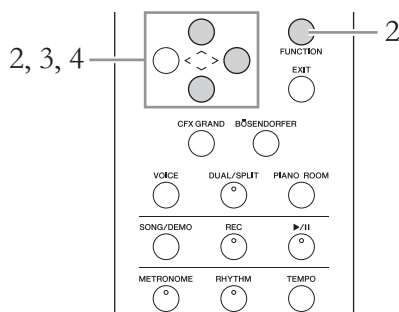 2
FUNCTION
2, 3, 4
< ^ ⌄ >
EXIT
CFX GRAND BÖSENDORFER
VOICE DUAL/SPLIT PIANO ROOM
SONG/DEMO REC ▶/II
METRONOME RHYTHM TEMPO